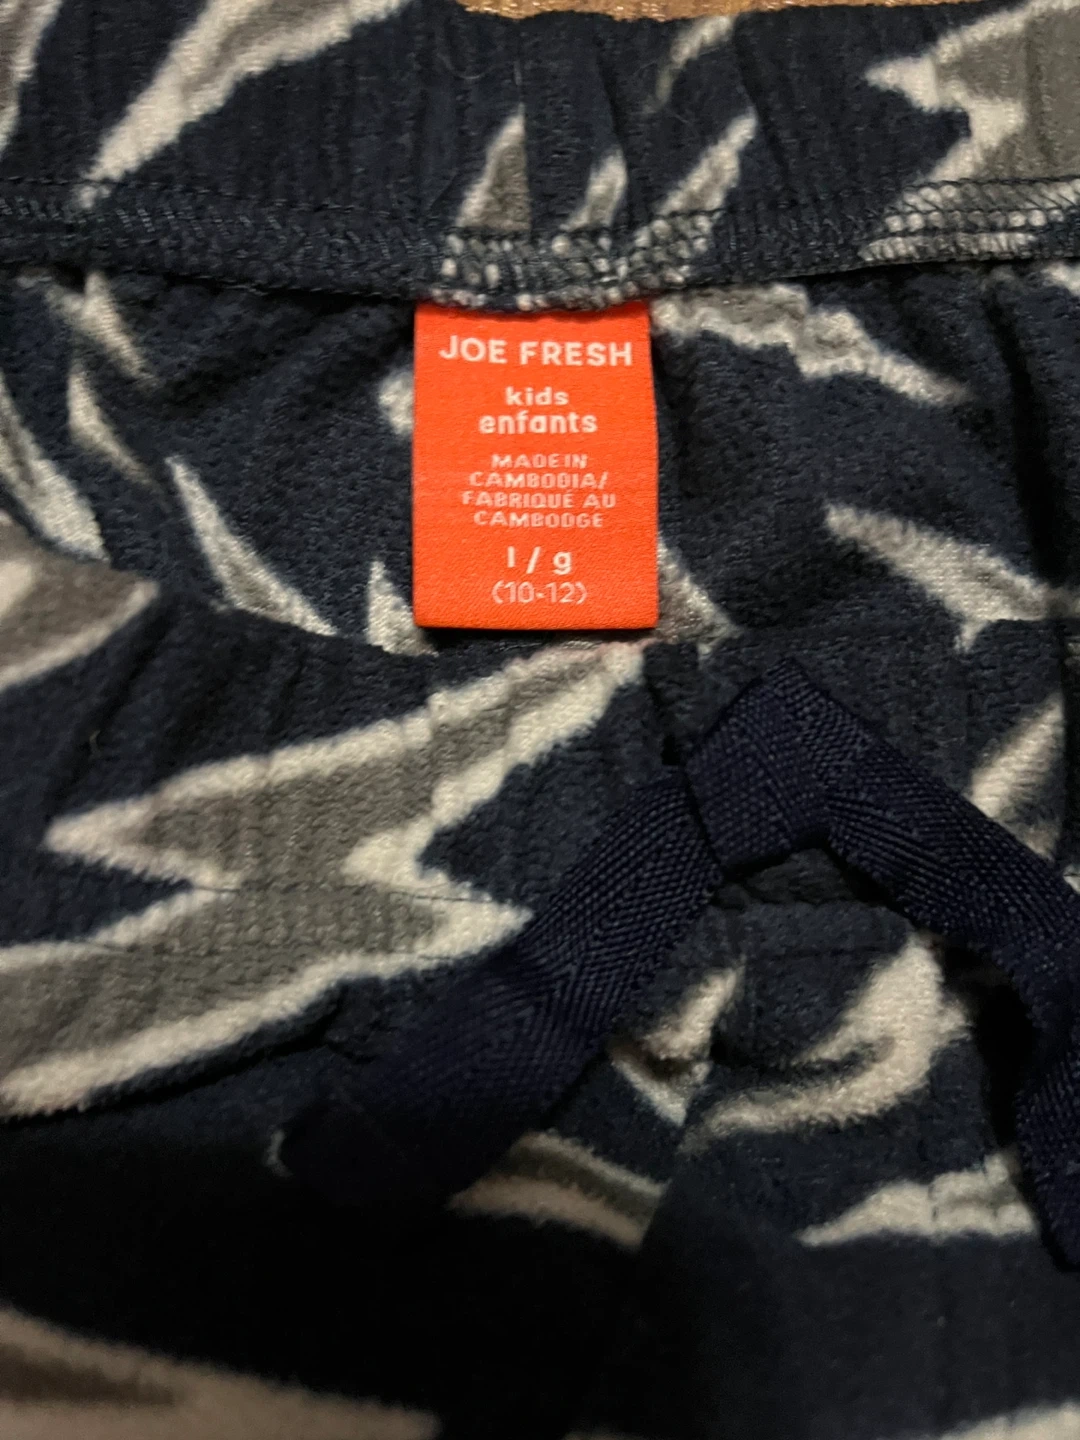 JOE FRESH
kids
enfants
MADE IN
CAMBODIA/
FABRIQUÉ AU
CAMBODGE
l / g
(10-12)